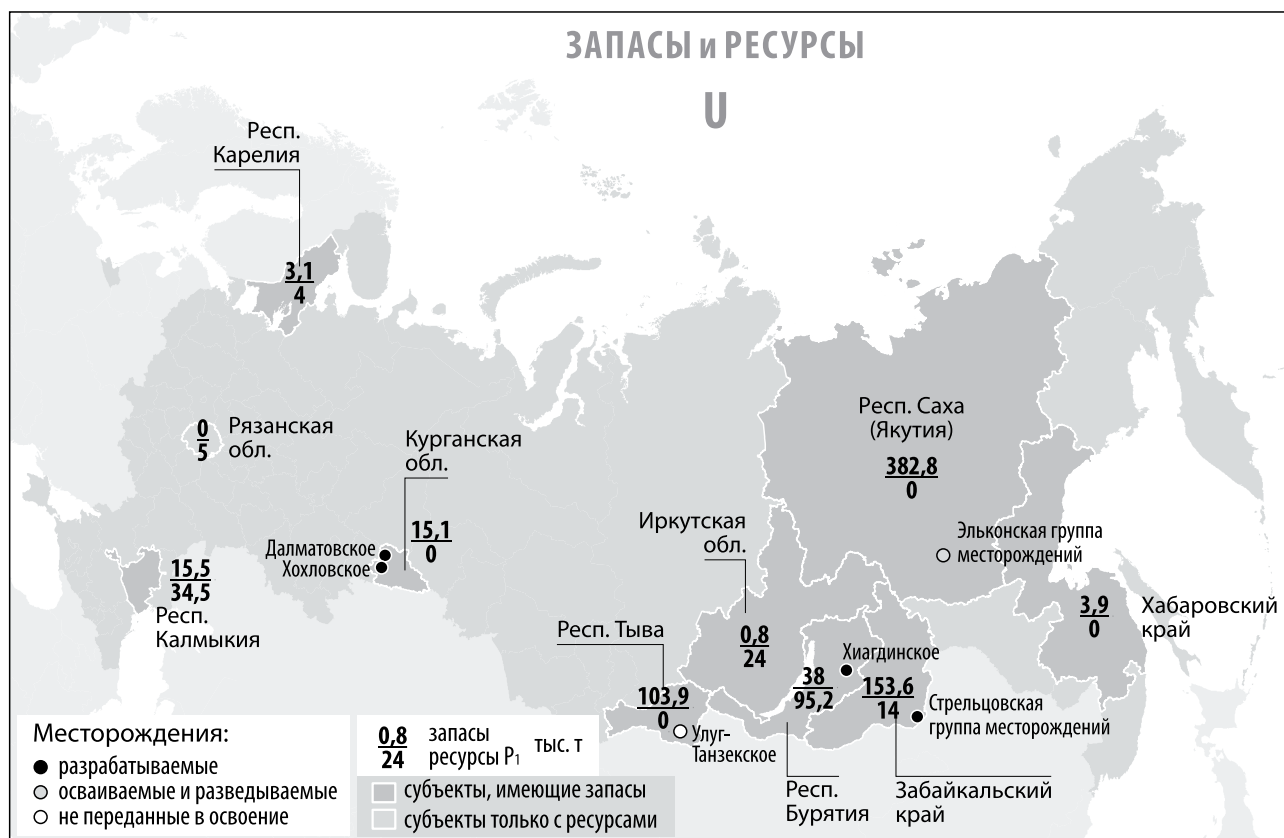 ЗАПАСЫ и РЕСУРСЫ
U
Респ.
Карелия
3,1
4
0
5
Рязанская
обл.
Курганская
обл.
15,1
0
Далматовское
Хохловское
15,5
34,5
Респ.
Калмыкия
Респ. Саха
(Якутия)
382,8
0
Эльконская группа
месторождений
Иркутская
обл.
0,8
24
Респ. Тыва
103,9
0
Улуг-
Танзекское
Хиагдинское
38
95,2
Респ.
Бурятия
153,6
14
Стрельцовская
группа месторождений
Забайкальский
край
3,9
0
Хабаровский
край
Месторождения:
разрабатываемые
осваиваемые и разведываемые
не переданные в освоение
0,8
24
запасы
ресурсы P1
тыс. т
субъекты, имеющие запасы
субъекты только с ресурсами